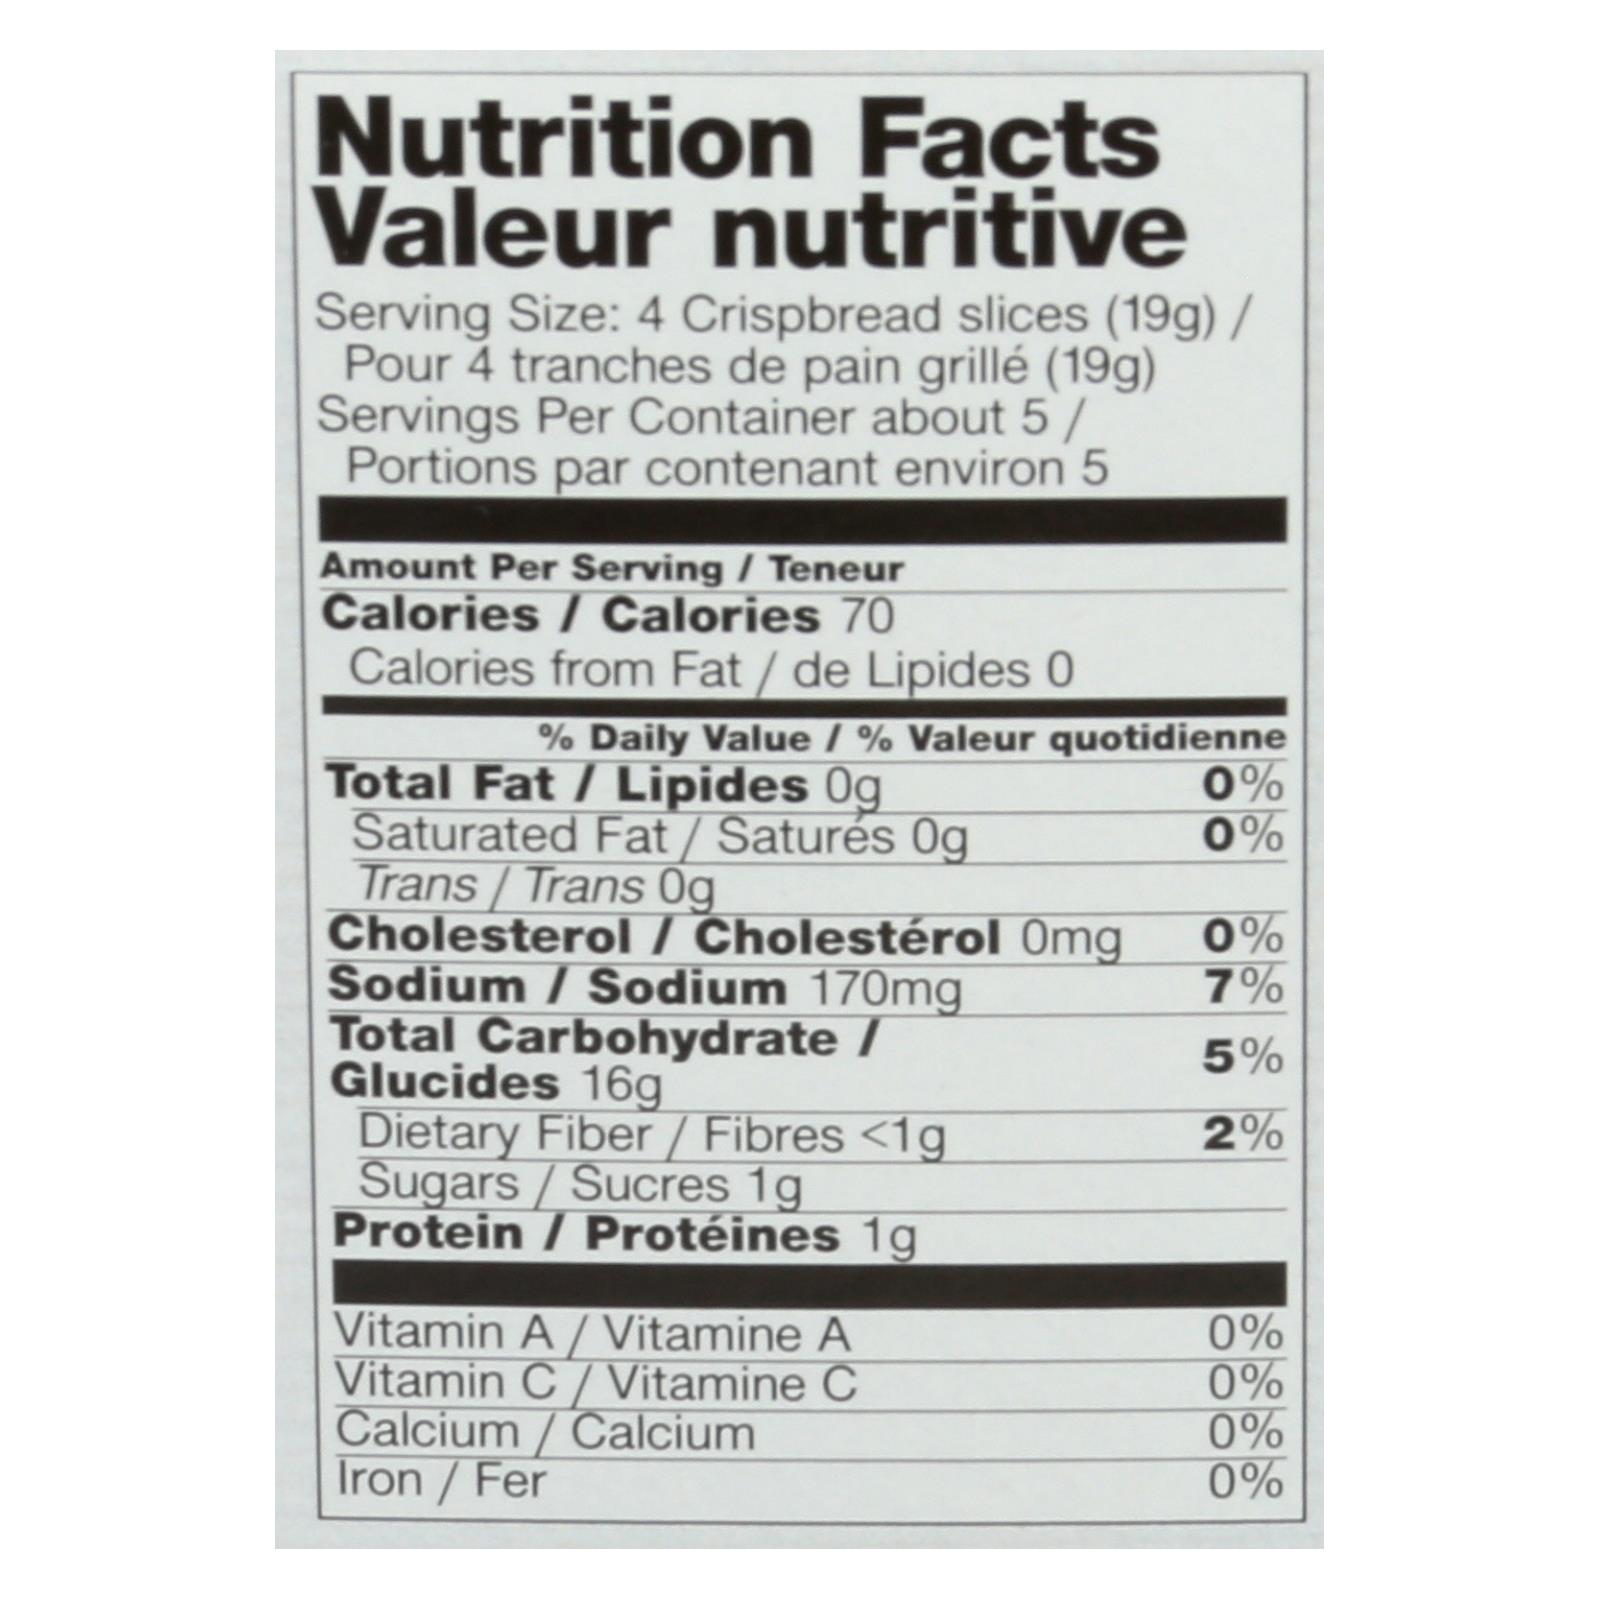 Nutrition Facts
Valeur nutritive
Serving Size: 4 Crispbread slices (19g) /
Pour 4 tranches de pain grillé (19g)
Servings Per Container about 5 /
Portions par contenant environ 5
Amount Per Serving / Teneur
Calories / Calories 70
Calories from Fat / de Lipides 0
% Daily Value / % Valeur quotidienne
Total Fat / Lipides 0g 0%
Saturated Fat / Saturés 0g 0%
Trans / Trans 0g
Cholesterol / Cholestérol 0mg 0%
Sodium / Sodium 170mg 7%
Total Carbohydrate /
Glucides 16g 5%
Dietary Fiber / Fibres <1g 2%
Sugars / Sucres 1g
Protein / Protéines 1g
Vitamin A / Vitamine A 0%
Vitamin C / Vitamine C 0%
Calcium / Calcium 0%
Iron / Fer 0%